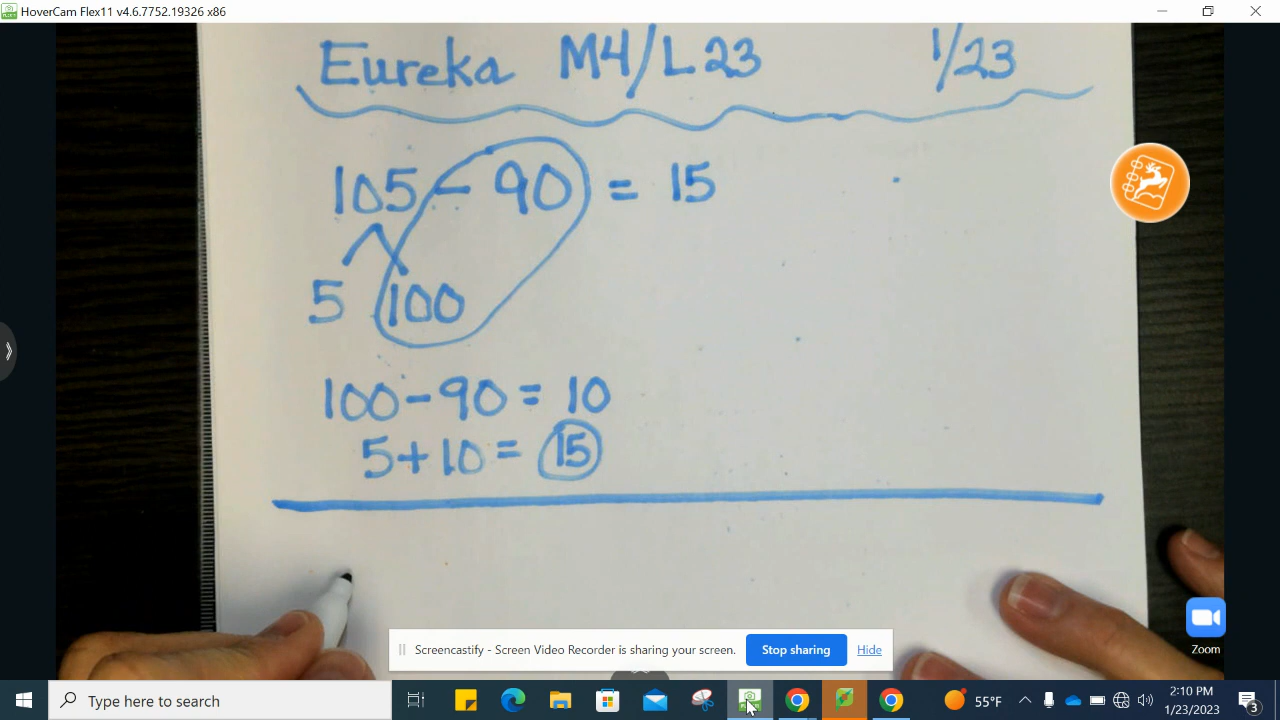 HoverCam Flex11 v4.6.7752.19326 x86
Eureka M4/L23 1/23
105 - 90 = 15
5 100
100-90 = 10
5+10 = 15
Screencastify - Screen Video Recorder is sharing your screen. Stop sharing Hide
Zoom
Type here to search
55°F
2:10 PM
1/23/2023
3